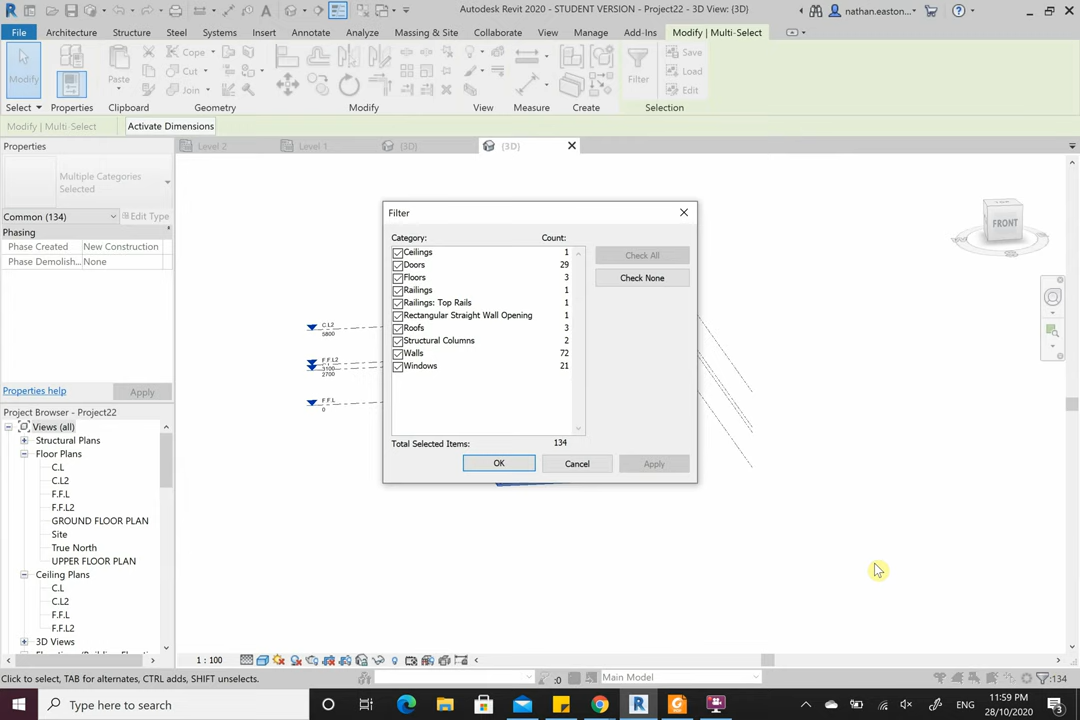 Autodesk Revit 2020 - STUDENT VERSION - Project22 - 3D View: {3D}
nathan.easton...
File Architecture Structure Steel Systems Insert Annotate Analyze Massing & Site Collaborate View Manage Add-Ins Modify | Multi-Select
Modify
Paste
Cope
Cut
Join
Filter
Save
Load
Edit
Select Properties Clipboard Geometry Modify View Measure Create Selection
Modify | Multi-Select Activate Dimensions
Properties
Level 2 Level 1 {3D} {3D}
Multiple Categories
Selected
Common (134) Edit Type
Phasing
Phase Created New Construction
Phase Demolish... None
Properties help Apply
Project Browser - Project22
Views (all)
Structural Plans
Floor Plans
C.L
C.L2
F.F.L
F.F.L2
GROUND FLOOR PLAN
Site
True North
UPPER FLOOR PLAN
Ceiling Plans
C.L
C.L2
F.F.L
F.F.L2
3D Views
C.L2
5800
F.F.L2
3100
2700
F.F.L
0
FRONT
Filter
Category: Count:
Ceilings 1
Doors 29
Floors 3
Railings 1
Railings: Top Rails 1
Rectangular Straight Wall Opening 1
Roofs 3
Structural Columns 2
Walls 72
Windows 21
Check All
Check None
Total Selected Items: 134
OK Cancel Apply
1 : 100
Click to select, TAB for alternates, CTRL adds, SHIFT unselects.
:0
Main Model
:134
Type here to search
ENG
11:59 PM
28/10/2020
3